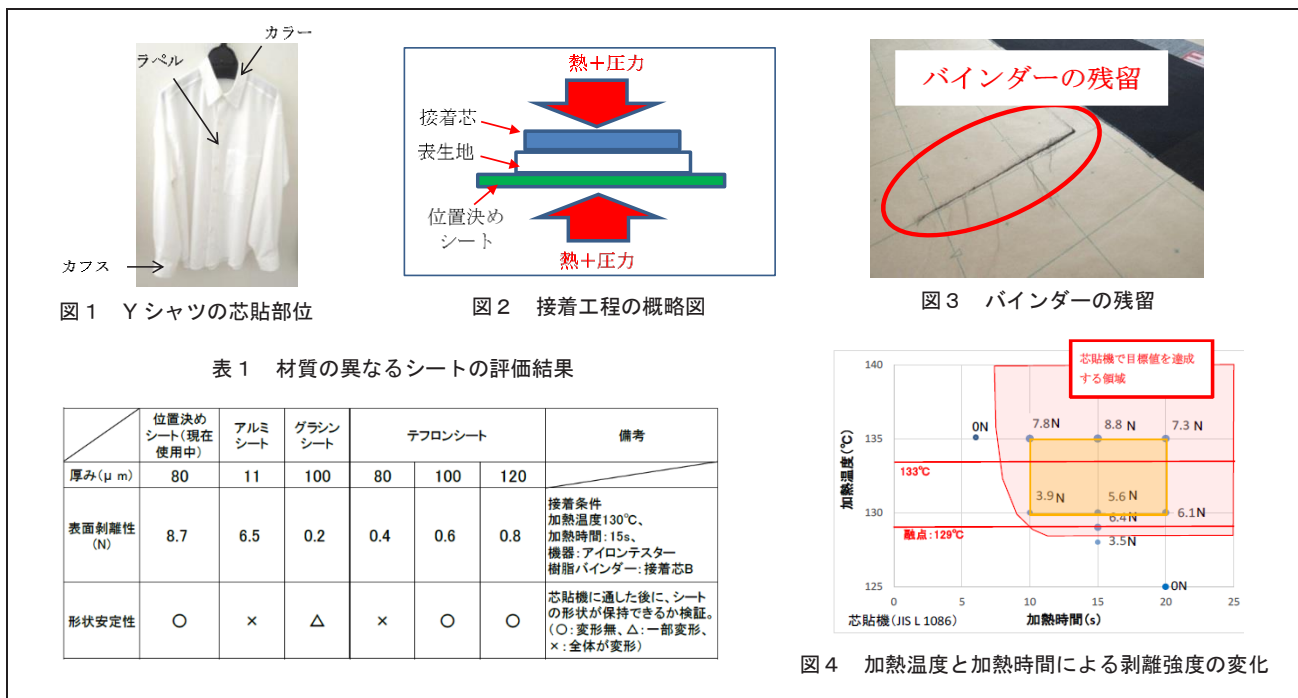 カラー
ラペル
カフス
図1 Yシャツの芯貼部位
熱+圧力
接着芯
表生地
位置決め
シート
熱+圧力
図2 接着工程の概略図
バインダーの残留
図3 バインダーの残留
表1 材質の異なるシートの評価結果
位置決めシート(現在使用中) アルミシート グラシンシート テフロンシート 備考
厚み(μm) 80 11 100 80 100 120
表面剝離性(N) 8.7 6.5 0.2 0.4 0.6 0.8
接着条件
加熱温度130℃、
加熱時間:15s、
機器:アイロンテスター
樹脂バインダー:接着芯B
形状安定性 ○ × △ × ○ ○
芯貼機に通した後に、シート
の形状が保持できるか検証。
(○:変形無、△:一部変形、
×:全体が変形)
芯貼機で目標値を達成
する領域
140
135
130
125
加熱温度(℃)
0N 7.8N 8.8N 7.3N
133℃
3.9N 5.6N 6.1N
6.4N
融点:129℃
3.5N
0N
0 5 10 15 20 25
芯貼機(JIS L 1086) 加熱時間(s)
図4 加熱温度と加熱時間による剥離強度の変化